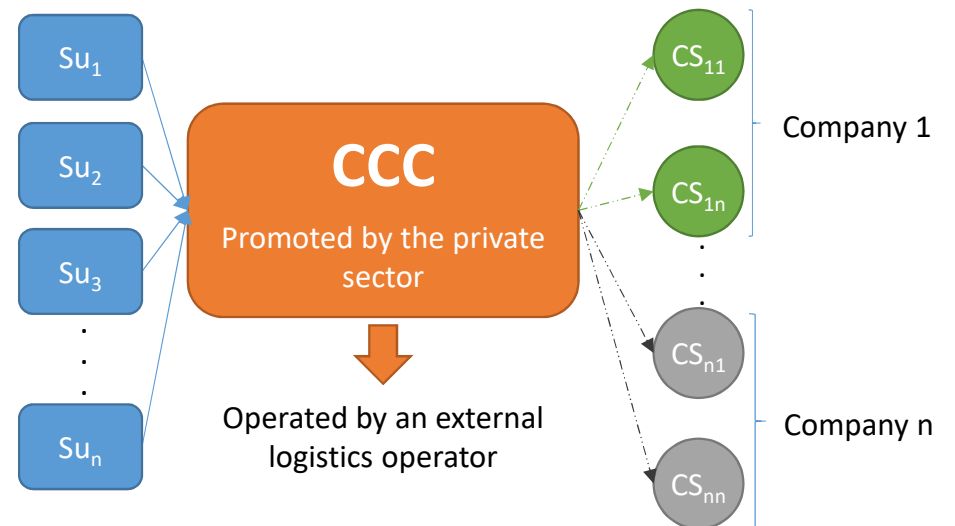 Su₁
Su₂
Su₃
.
.
.
Suₙ
CCC
Promoted by the private
sector
Operated by an external
logistics operator
CS₁₁
CS₁ₙ
Company 1
.
.
.
CSₙ₁
CSₙₙ
Company n